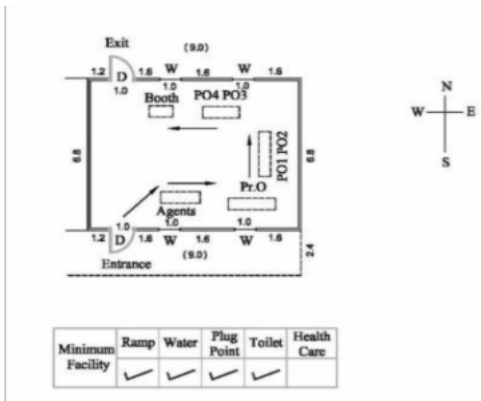 Exit
(9.0)
1.2 D 1.6 W 1.6 W 1.6
1.0 1.0 1.0
Booth PO4 PO3
N
W E
S
6.8
PO1 PO2
6.8
Pr.O
Agents
1.0 1.0 1.0
1.2 D 1.6 W 1.6 W 1.6
Entrance
(9.0)
2.4
Minimum Facility Ramp Water Plug Point Toilet Health Care